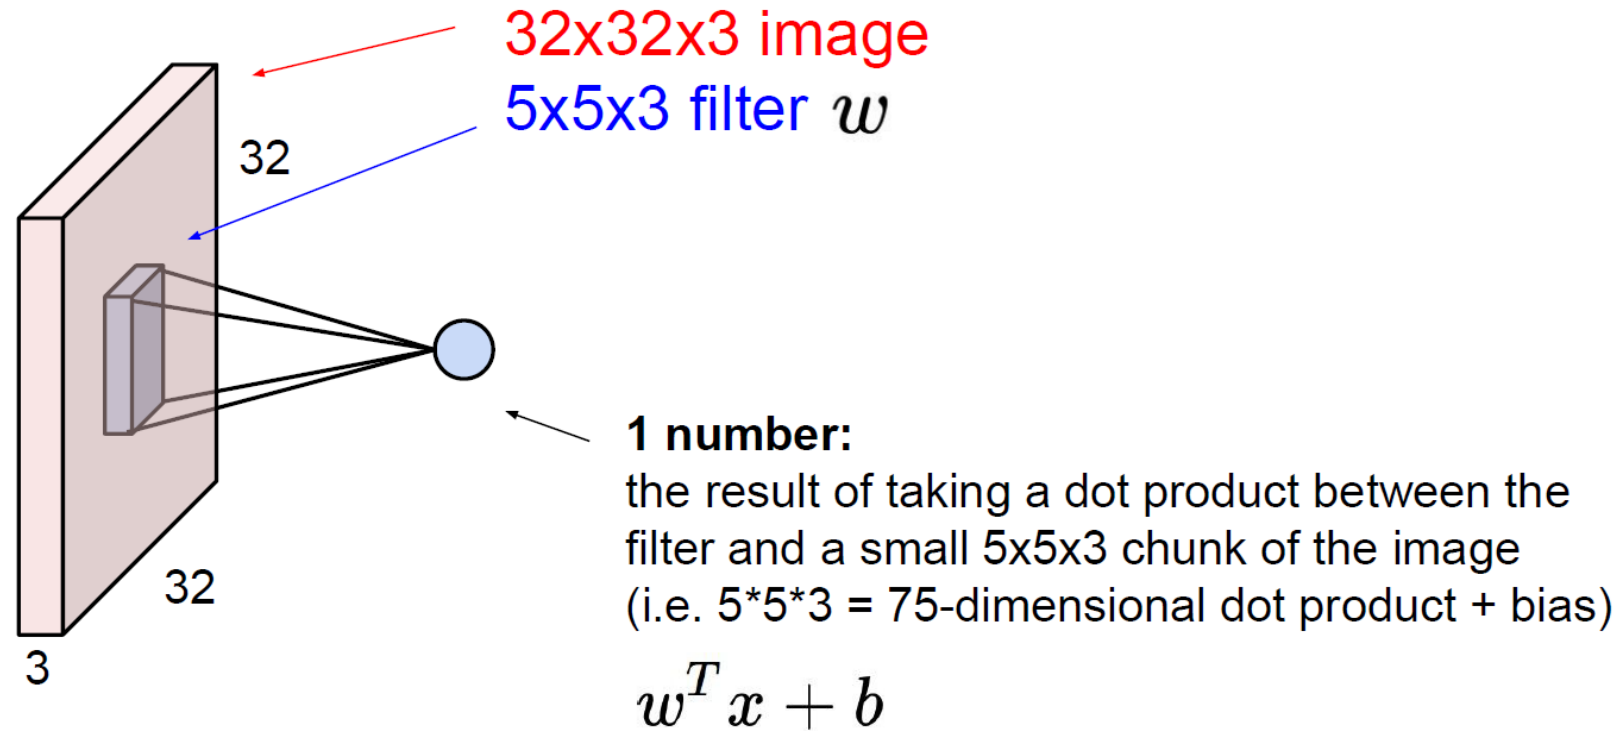 32x32x3 image
5x5x3 filter w
32
32
3
1 number:
the result of taking a dot product between the
filter and a small 5x5x3 chunk of the image
(i.e. 5*5*3 = 75-dimensional dot product + bias)
w^T x + b